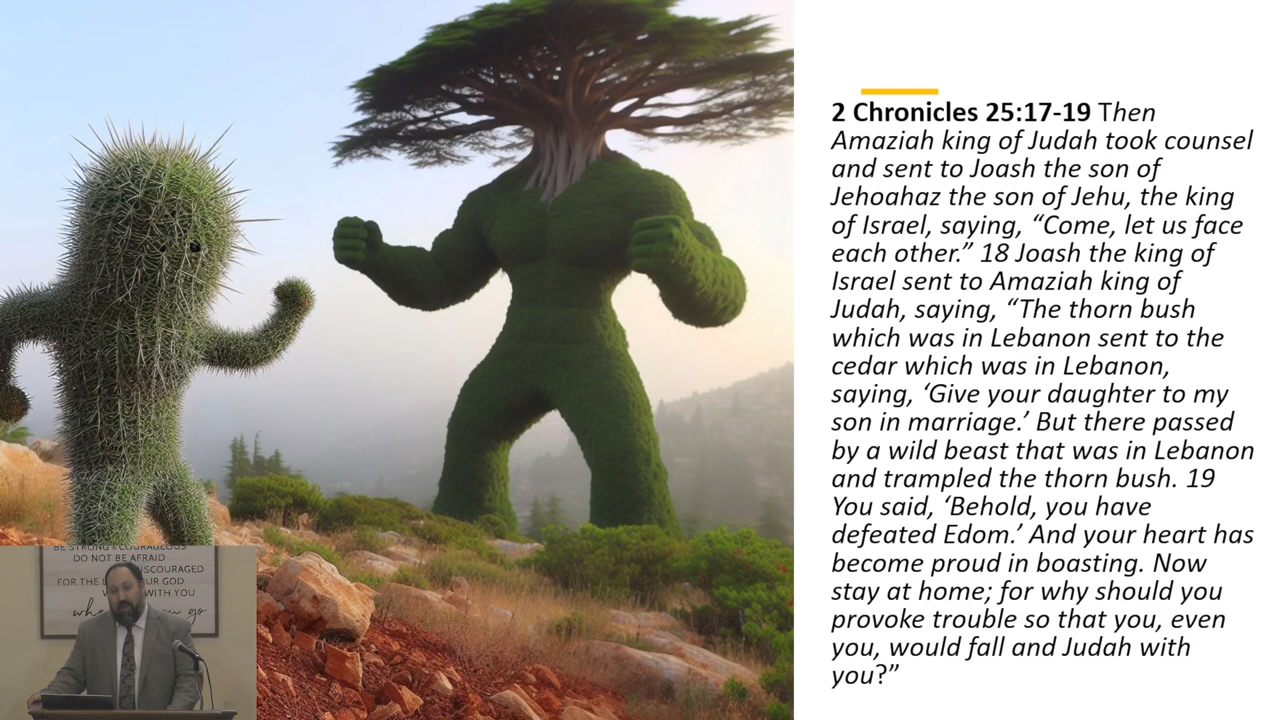 2 Chronicles 25:17-19 Then
Amaziah king of Judah took counsel
and sent to Joash the son of
Jehoahaz the son of Jehu, the king
of Israel, saying, “Come, let us face
each other.” 18 Joash the king of
Israel sent to Amaziah king of
Judah, saying, “The thorn bush
which was in Lebanon sent to the
cedar which was in Lebanon,
saying, ‘Give your daughter to my
son in marriage.’ But there passed
by a wild beast that was in Lebanon
and trampled the thorn bush. 19
You said, ‘Behold, you have
defeated Edom.’ And your heart has
become proud in boasting. Now
stay at home; for why should you
provoke trouble so that you, even
you, would fall and Judah with
you?”
BE STRONG & COURAGEOUS
DO NOT BE AFRAID
FOR THE GOD
WITH YOU
go